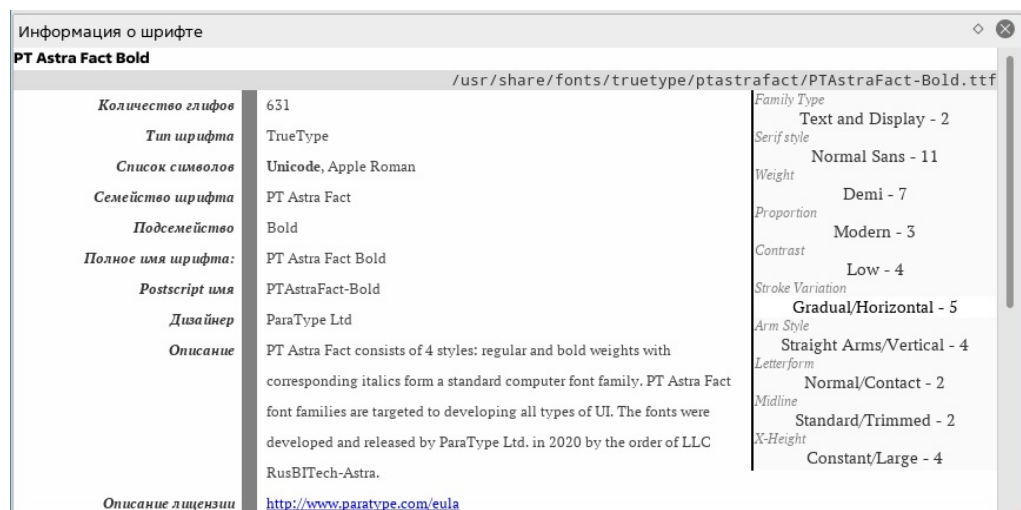 Информация о шрифте
PT Astra Fact Bold
/usr/share/fonts/truetype/ptastrafact/PTAstraFact-Bold.ttf
Количество глифов 631
Тип шрифта TrueType
Список символов Unicode, Apple Roman
Семейство шрифта PT Astra Fact
Подсемейство Bold
Полное имя шрифта: PT Astra Fact Bold
Postscript имя PTAstraFact-Bold
Дизайнер ParaType Ltd
Описание PT Astra Fact consists of 4 styles: regular and bold weights with
corresponding italics form a standard computer font family. PT Astra Fact
font families are targeted to developing all types of UI. The fonts were
developed and released by ParaType Ltd. in 2020 by the order of LLC
RusBITech-Astra.
Описание лицензии http://www.paratype.com/eula
Family Type
Text and Display - 2
Serif style
Normal Sans - 11
Weight
Demi - 7
Proportion
Modern - 3
Contrast
Low - 4
Stroke Variation
Gradual/Horizontal - 5
Arm Style
Straight Arms/Vertical - 4
Letterform
Normal/Contact - 2
Midline
Standard/Trimmed - 2
X-Height
Constant/Large - 4